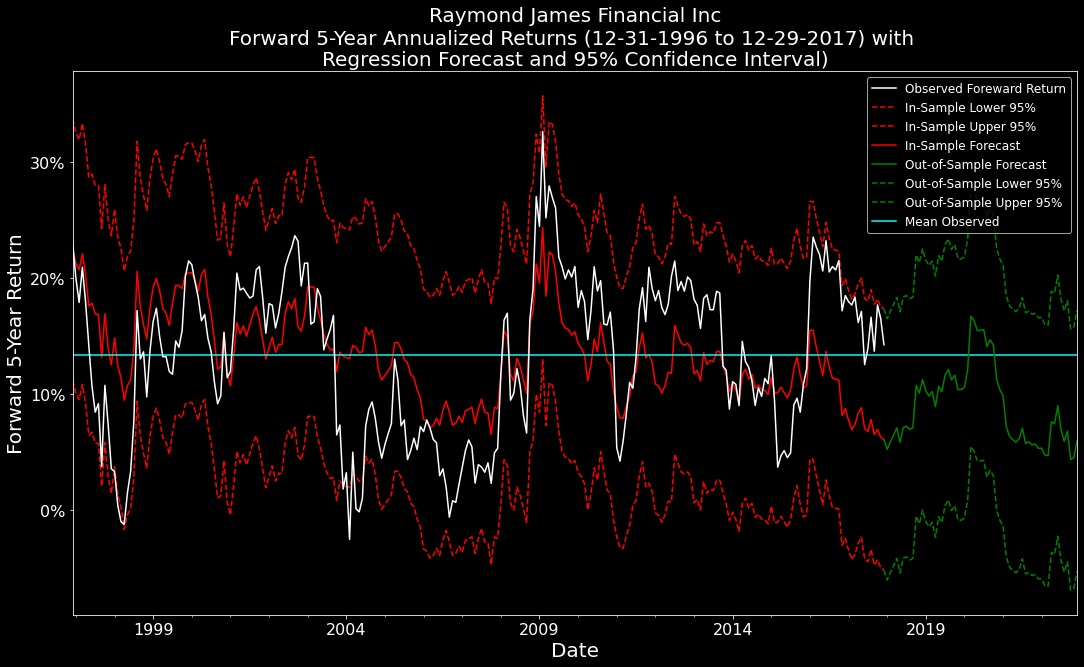 Raymond James Financial Inc
Forward 5-Year Annualized Returns (12-31-1996 to 12-29-2017) with
Regression Forecast and 95% Confidence Interval)
Observed Foreward Return
In-Sample Lower 95%
In-Sample Upper 95%
In-Sample Forecast
Out-of-Sample Forecast
Out-of-Sample Lower 95%
Out-of-Sample Upper 95%
Mean Observed
Forward 5-Year Return
30%
20%
10%
0%
1999
2004
2009
2014
2019
Date